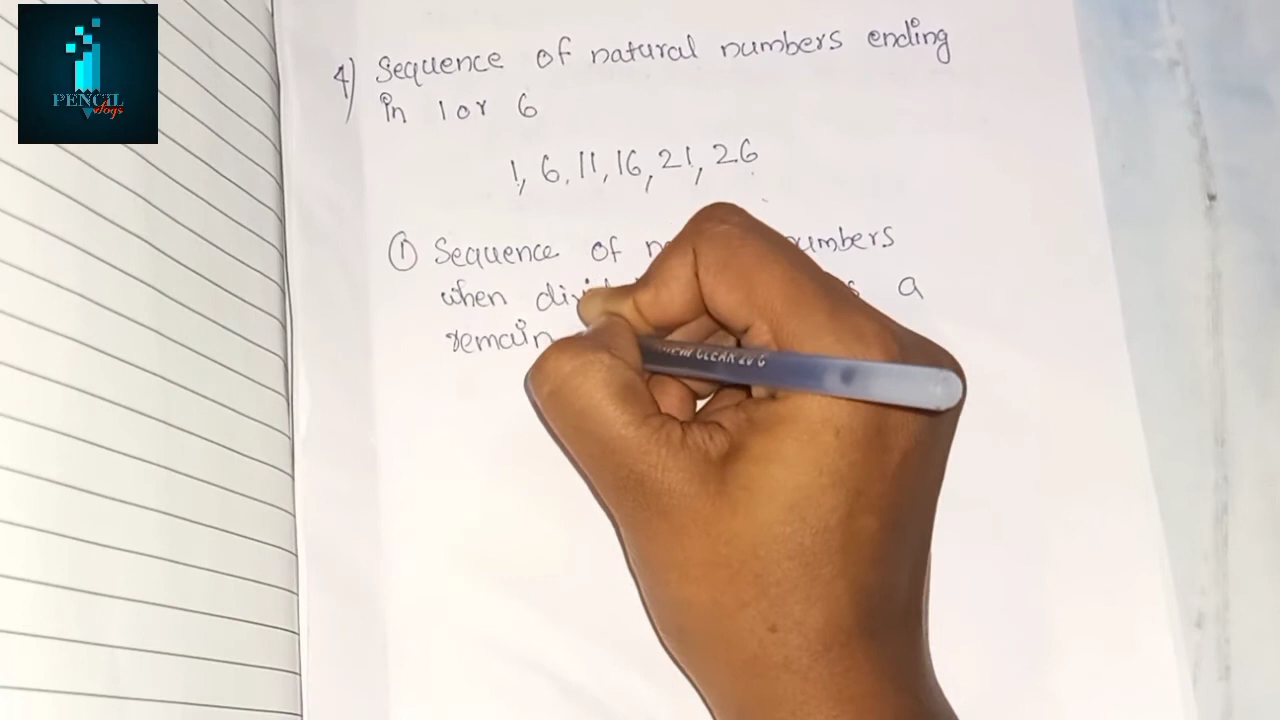 PENCIL
vlogs
4) Sequence of natural numbers ending
in 1 or 6
1, 6, 11, 16, 21, 26
① Sequence of numbers
when a
remain